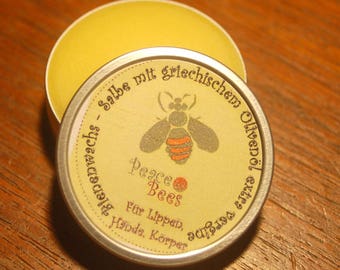 Bienenwachs - Salbe mit griechischem Olivenöl extra vergine
Peace
Bees
Für Lippen,
Hände, Körper